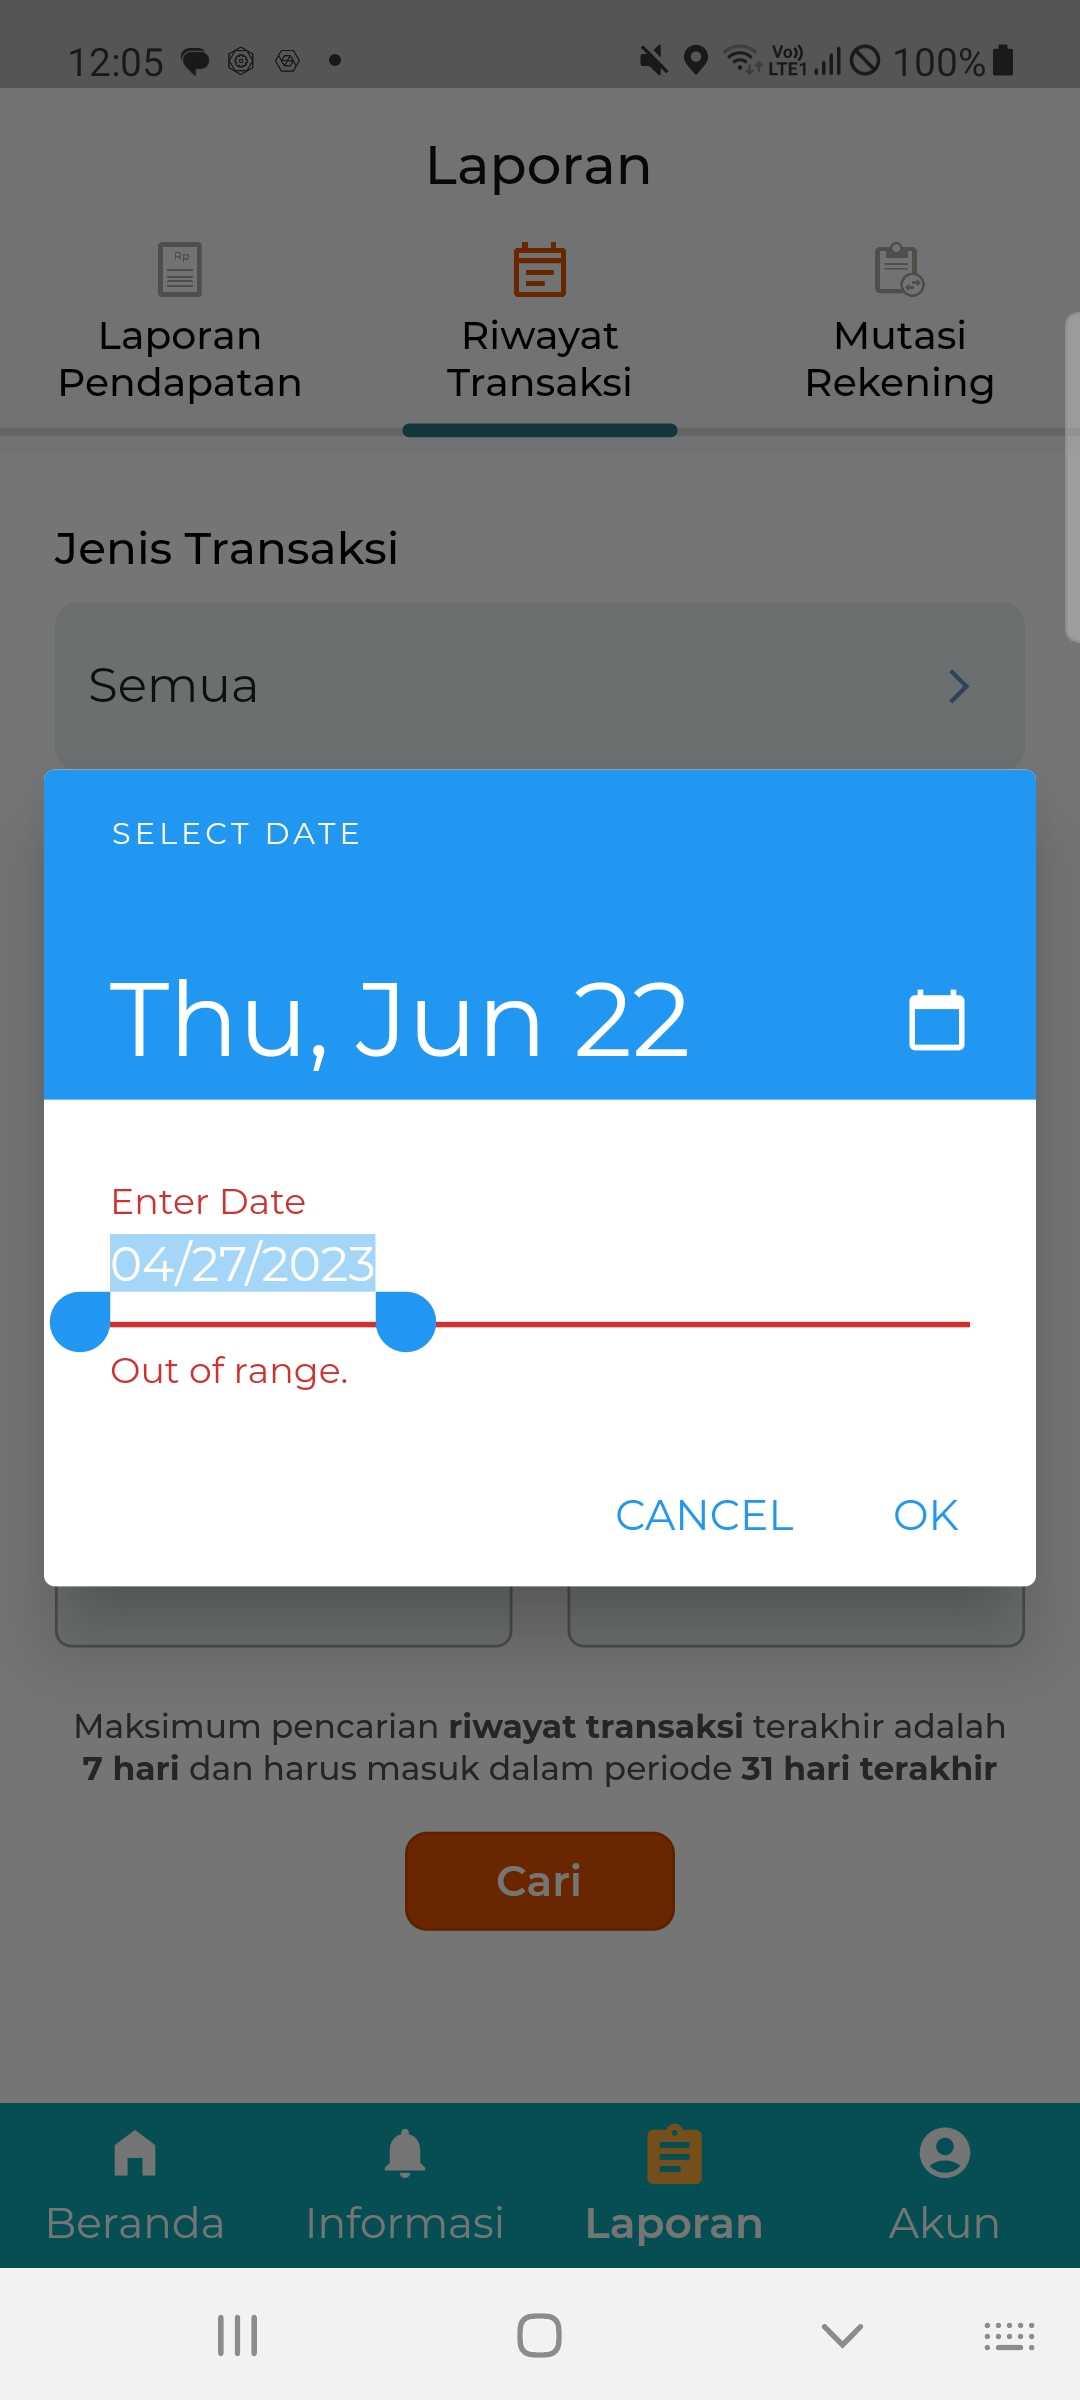 12:05
Vo))
LTE1
100%
Laporan
Rp
Laporan
Pendapatan
Riwayat
Transaksi
Mutasi
Rekening
Jenis Transaksi
Semua
SELECT DATE
Thu, Jun 22
Enter Date
04/27/2023
Out of range.
CANCEL
OK
Maksimum pencarian riwayat transaksi terakhir adalah
7 hari dan harus masuk dalam periode 31 hari terakhir
Cari
Beranda
Informasi
Laporan
Akun